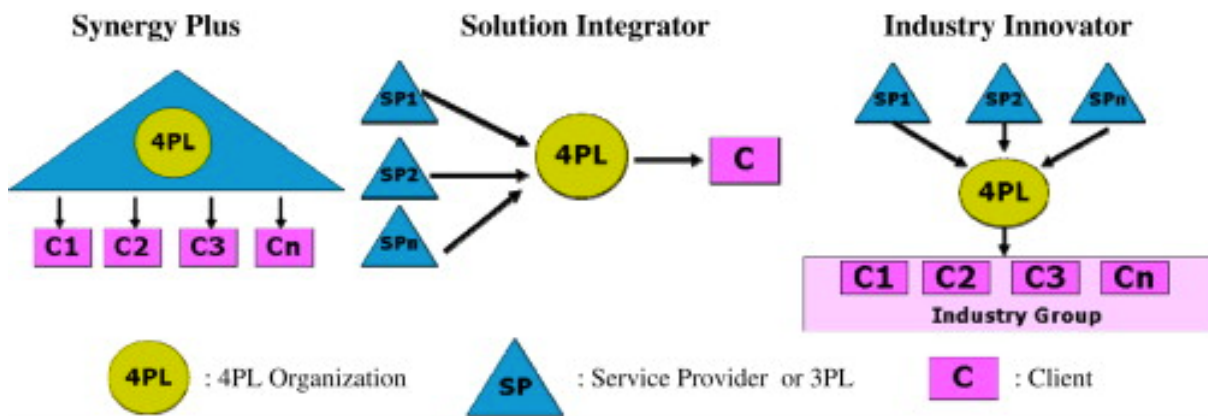 Synergy Plus
Solution Integrator
Industry Innovator
4PL
C1 C2 C3 Cn
SP1
SP2
SPn
4PL
C
SP1 SP2 SPn
4PL
C1 C2 C3 Cn
Industry Group
4PL : 4PL Organization
SP : Service Provider or 3PL
C : Client